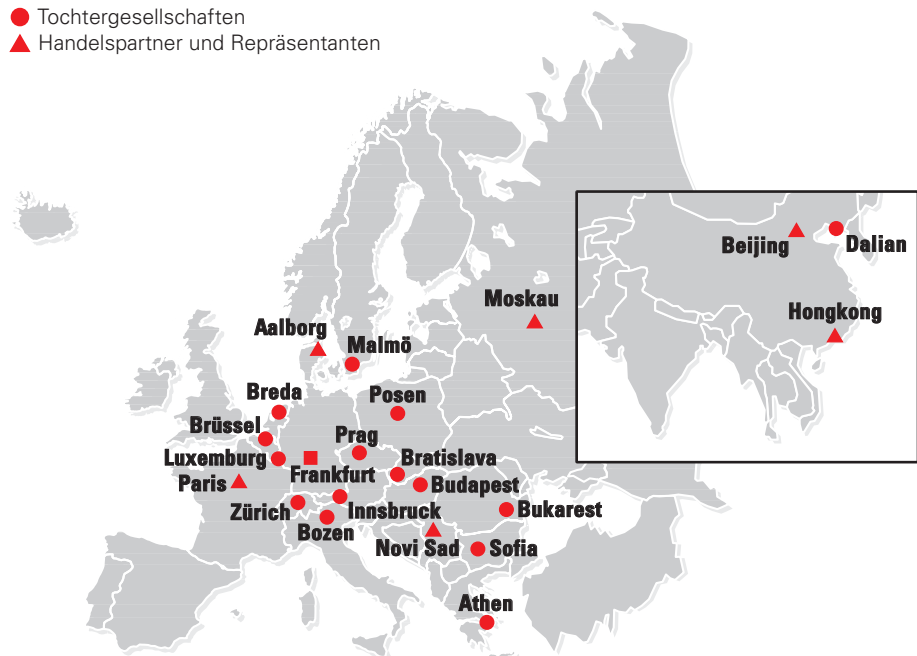 Tochtergesellschaften
Handelspartner und Repräsentanten
Beijing
Dalian
Moskau
Hongkong
Aalborg
Malmö
Breda
Posen
Brüssel
Prag
Luxemburg
Bratislava
Frankfurt
Paris
Budapest
Zürich
Innsbruck
Bukarest
Bozen
Novi Sad
Sofia
Athen